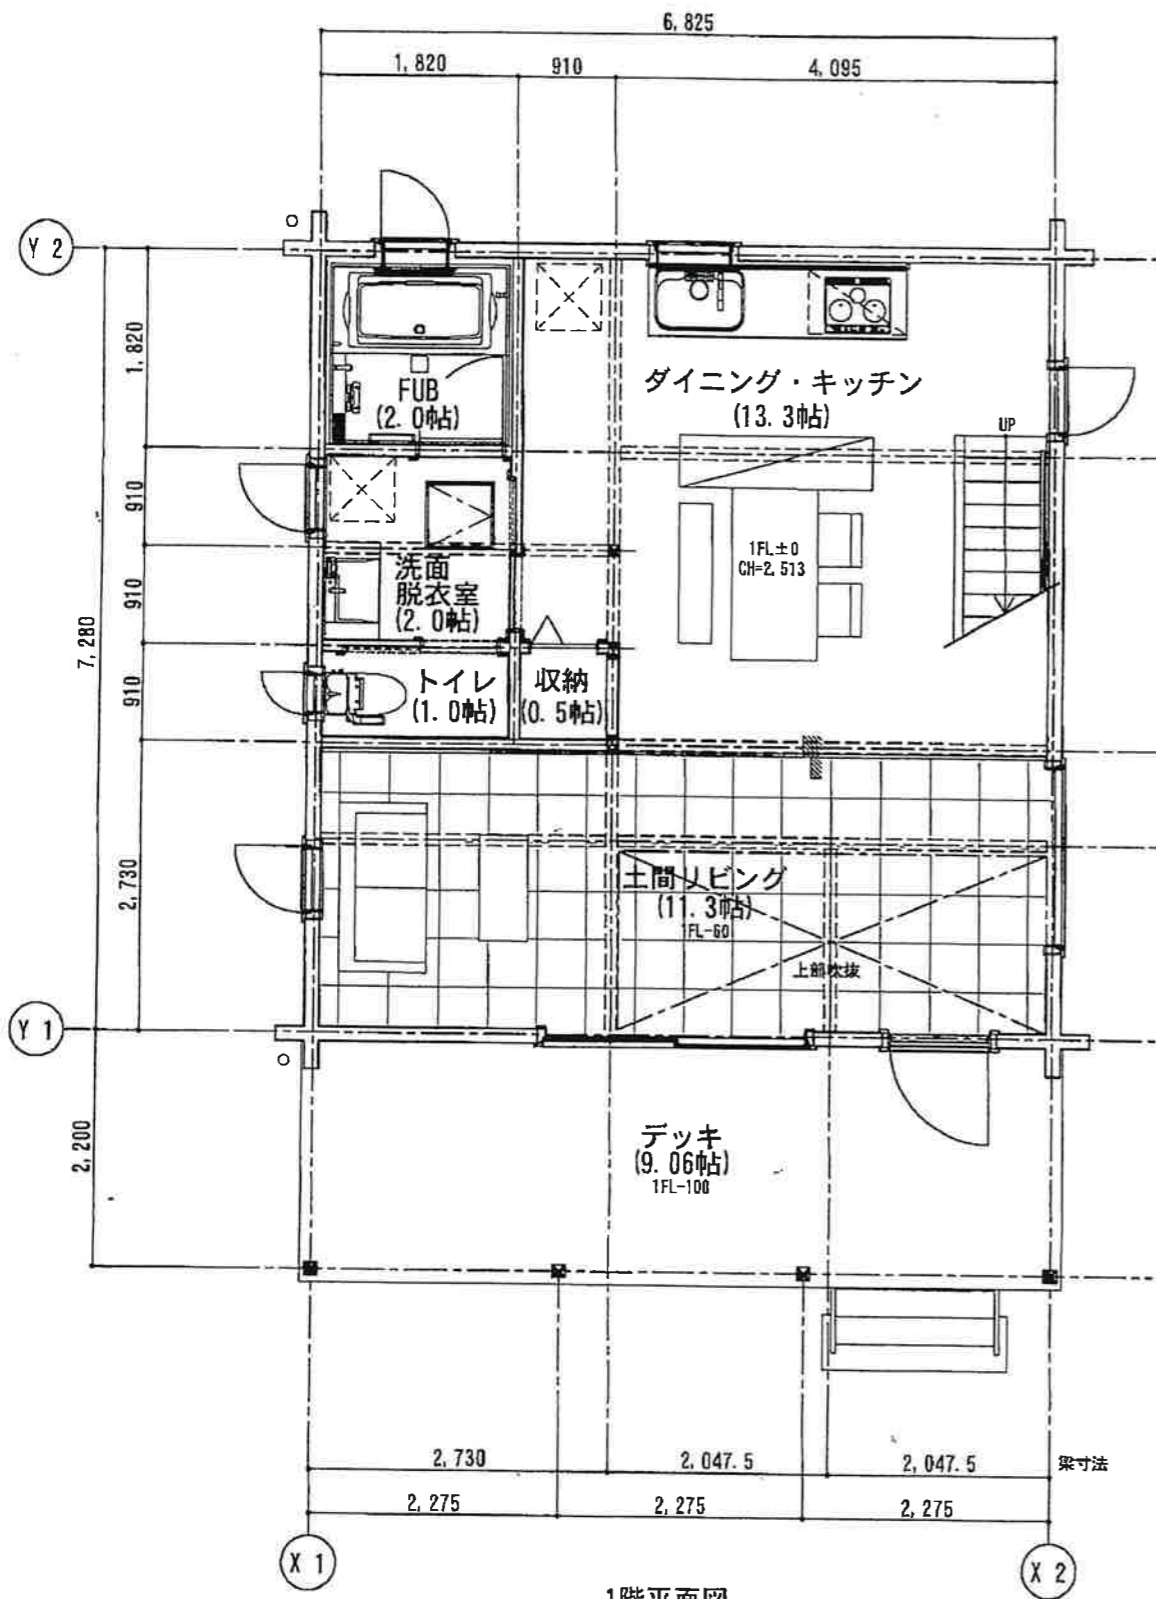 6,825
1,820
910
4,095
Y 2
1,820
910
910
910
7,280
2,730
2,200
FUB
(2.0帖)
ダイニング・キッチン
(13.3帖)
UP
1FL±0
CH=2,513
洗面
脱衣室
(2.0帖)
トイレ
(1.0帖)
収納
(0.5帖)
土間リビング
(11.3帖)
1FL-60
上部吹抜
Y 1
デッキ
(9.06帖)
1FL-100
2,730
2,047.5
2,047.5
梁寸法
2,275
2,275
2,275
X 1
X 2
1階平面図